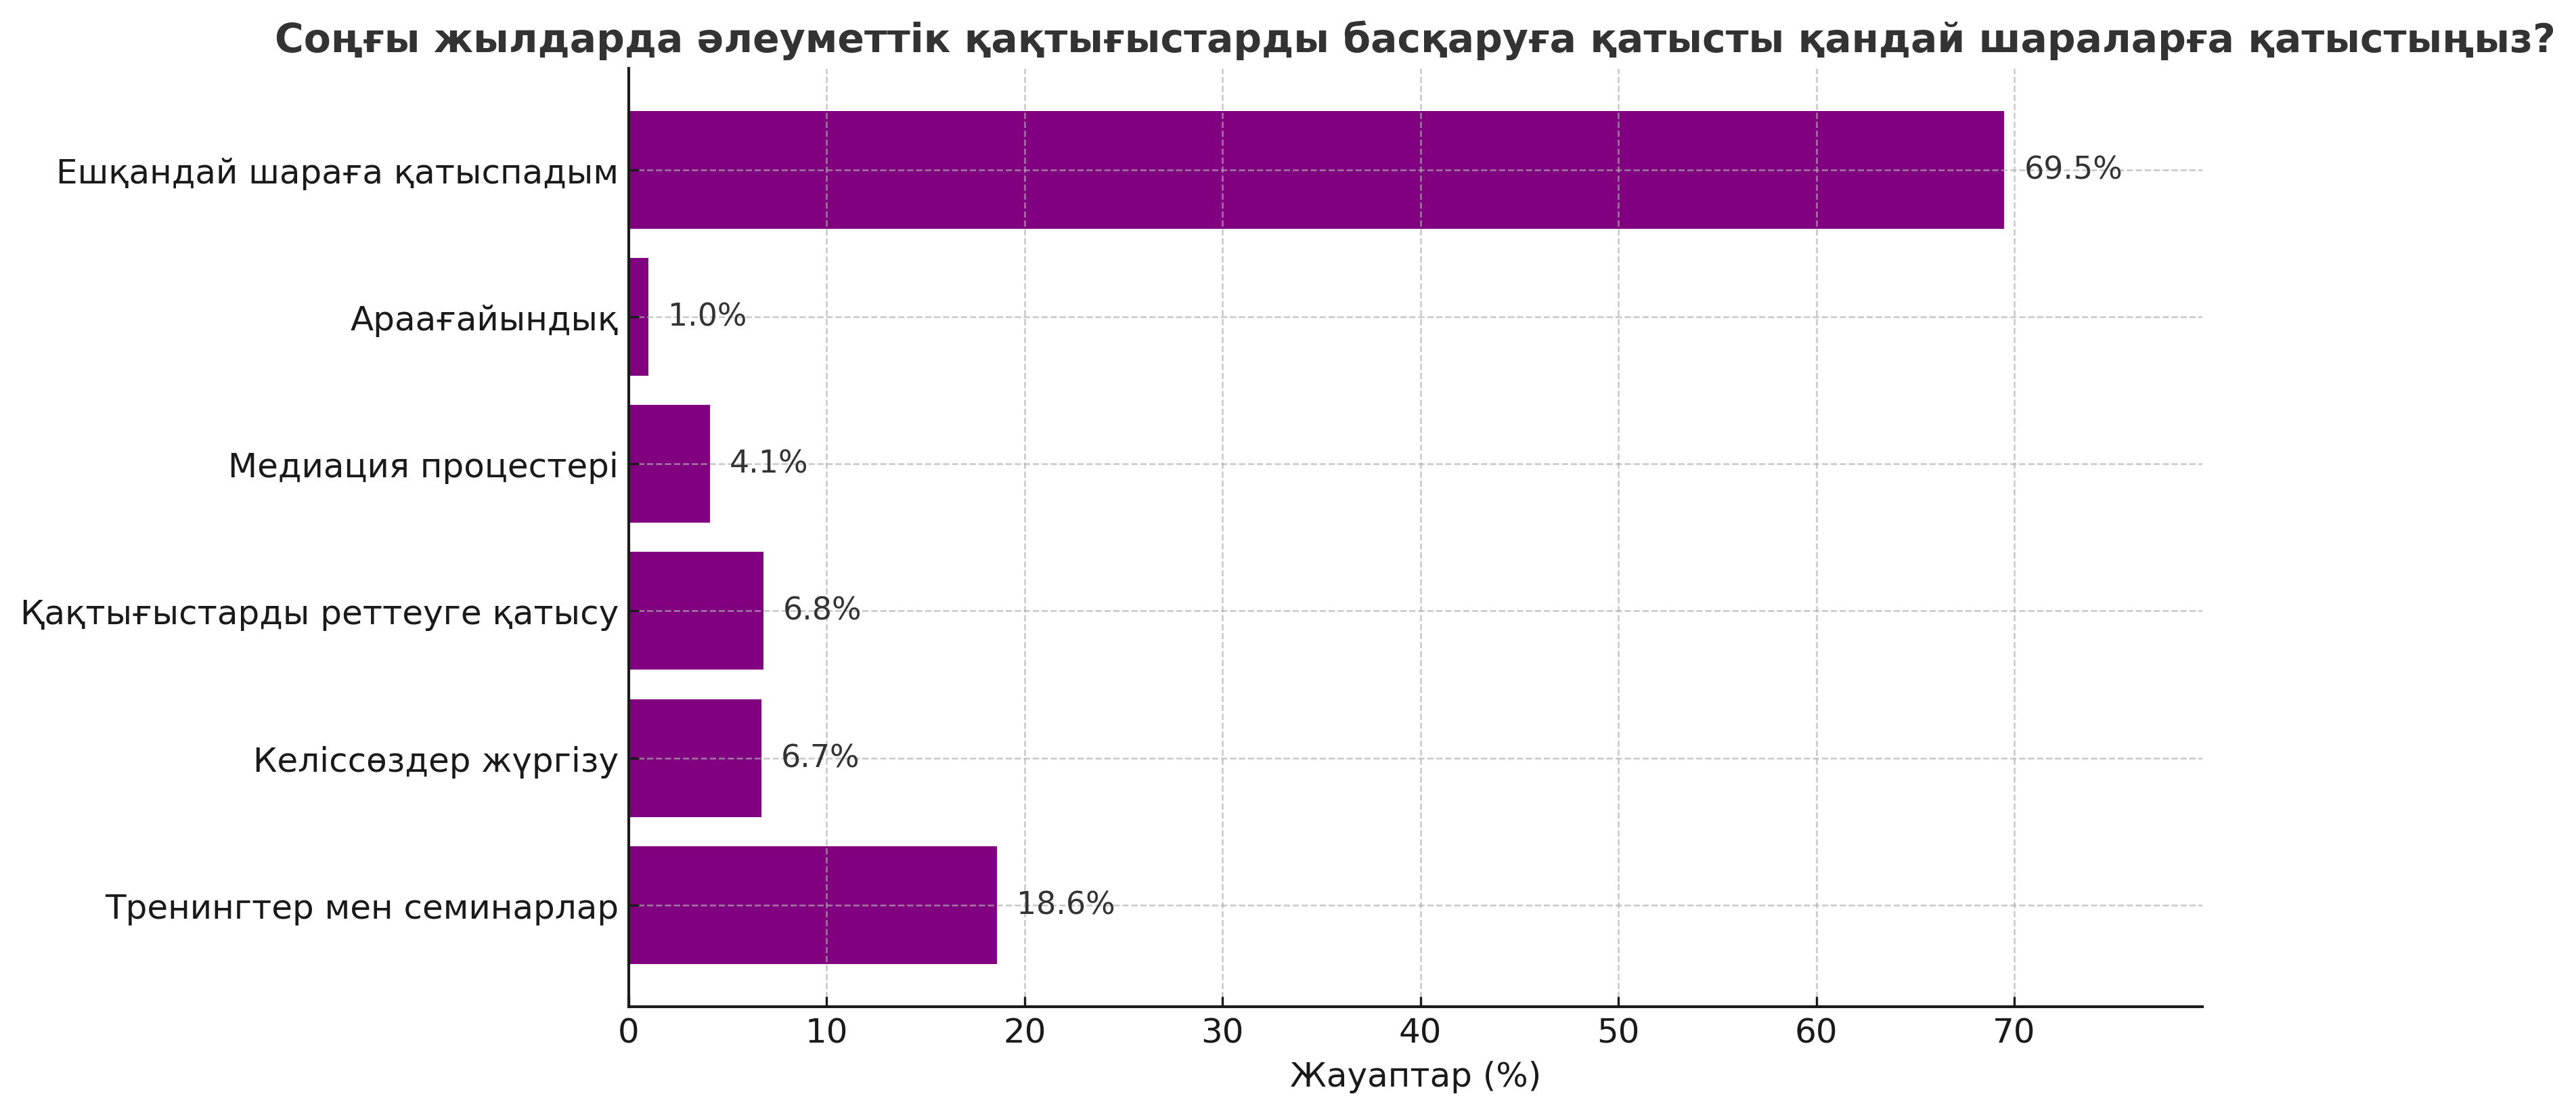 Соңғы жылдарда әлеуметтік қақтығыстарды басқаруға қатысты қандай шараларға қатыстыңыз?
Ешқандай шараға қатыспадым
69.5%
Араағайындық
1.0%
Медиация процестері
4.1%
Қақтығыстарды реттеуге қатысу
6.8%
Келіссөздер жүргізу
6.7%
Тренингтер мен семинарлар
18.6%
0 10 20 30 40 50 60 70
Жауаптар (%)